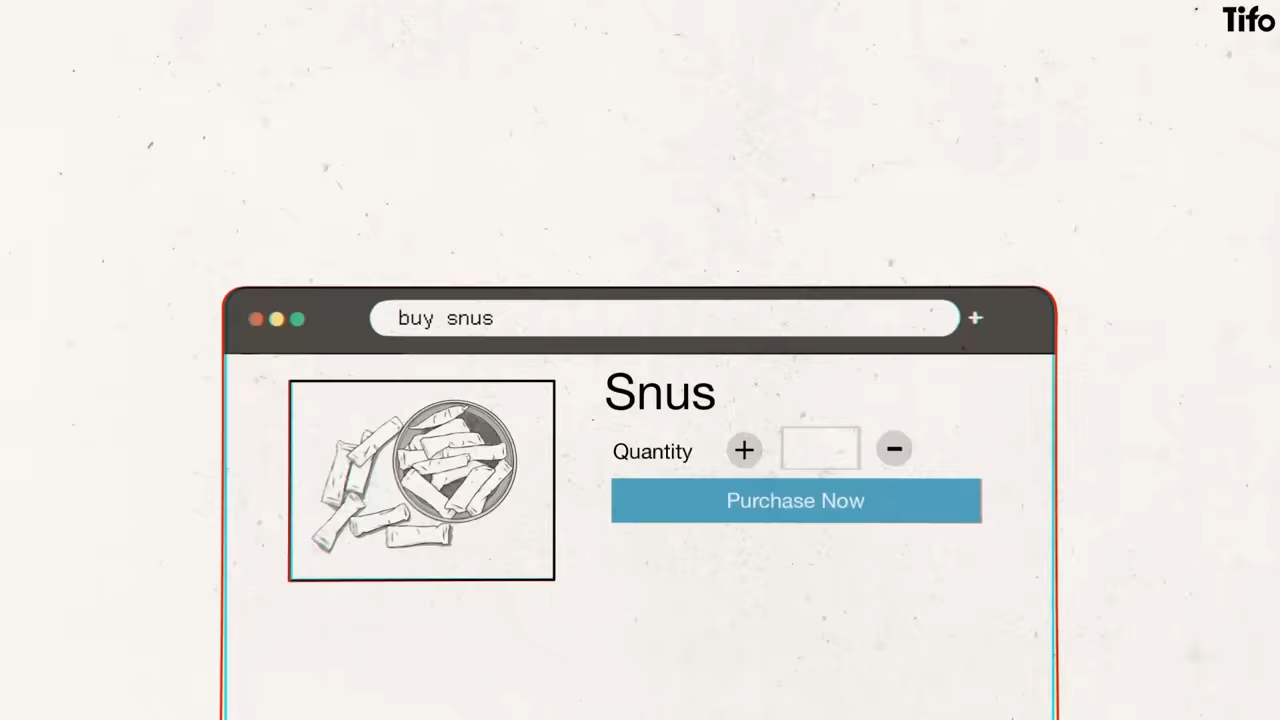 Tifo
buy snus +
Snus
Quantity + -
Purchase Now